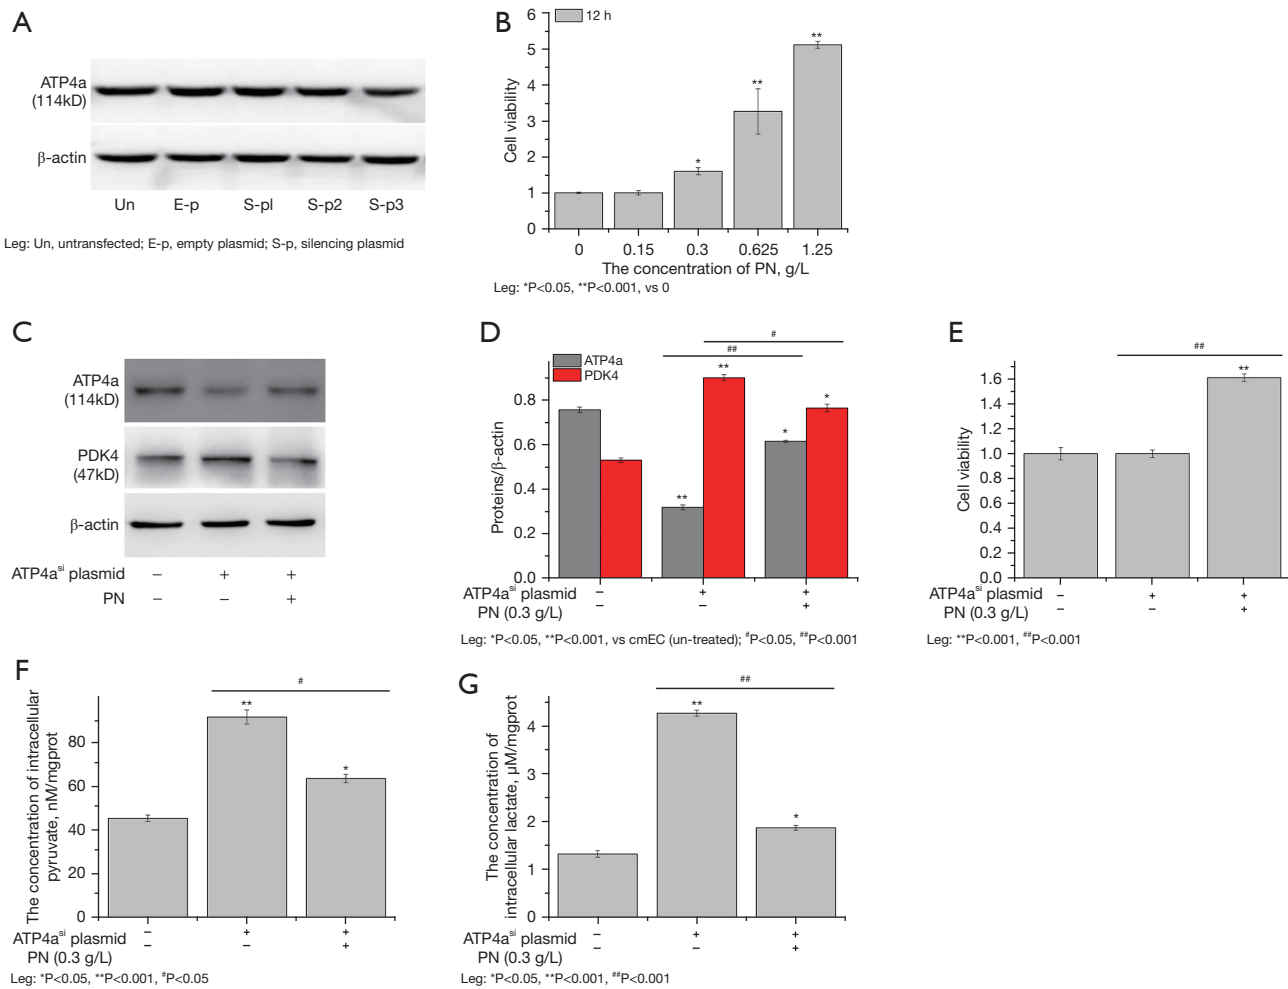 A
ATP4a
(114kD)
β-actin
Un E-p S-pl S-p2 S-p3
Leg: Un, untransfected; E-p, empty plasmid; S-p, silencing plasmid
B
12 h
Cell viability
6
5
4
3
2
1
0
0 0.15 0.3 0.625 1.25
* ** **
The concentration of PN, g/L
Leg: *P<0.05, **P<0.001, vs 0
C
ATP4a
(114kD)
PDK4
(47kD)
β-actin
ATP4a^si plasmid – + +
PN – – +
D
ATP4a
PDK4
#
##
** ** * *
Proteins/β-actin
0.8
0.6
0.4
0.2
0.0
ATP4a^si plasmid – + +
PN (0.3 g/L) – – +
Leg: *P<0.05, **P<0.001, vs cmEC (un-treated); #P<0.05, ##P<0.001
E
##
**
Cell viability
1.6
1.4
1.2
1.0
0.8
0.6
0.4
0.2
0.0
ATP4a^si plasmid – + +
PN (0.3 g/L) – – +
Leg: **P<0.001, ##P<0.001
F
#
** *
The concentration of intracellular
pyruvate, nM/mgprot
80
60
40
20
0
ATP4a^si plasmid – + +
PN (0.3 g/L) – – +
Leg: *P<0.05, **P<0.001, #P<0.05
G
##
** *
The concentration of
intracellular lactate, µM/mgprot
4
3
2
1
0
ATP4a^si plasmid – + +
PN (0.3 g/L) – – +
Leg: *P<0.05, **P<0.001, ##P<0.001